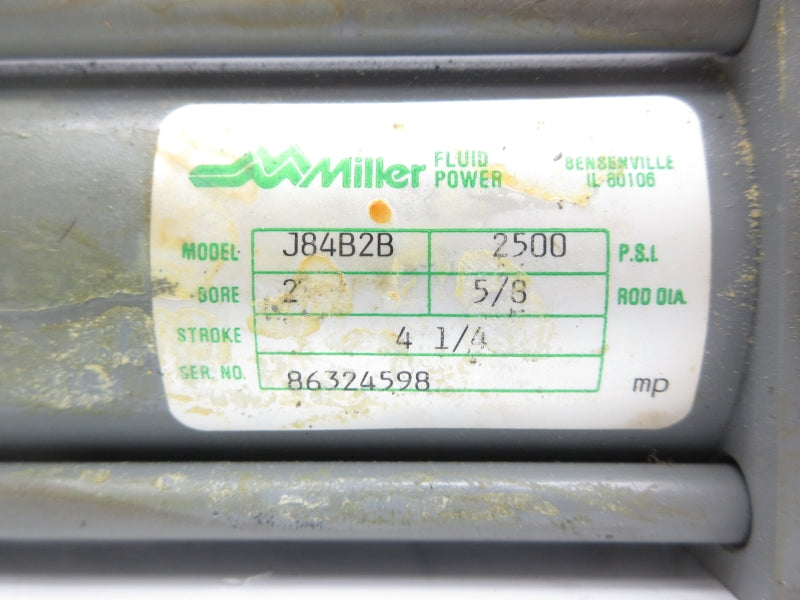 Miller FLUID POWER BENSENVILLE IL 60106
MODEL J84B2B 2500 P.S.I.
BORE 2 5/8 ROD DIA.
STROKE 4 1/4
SER. NO. 86324598
mp